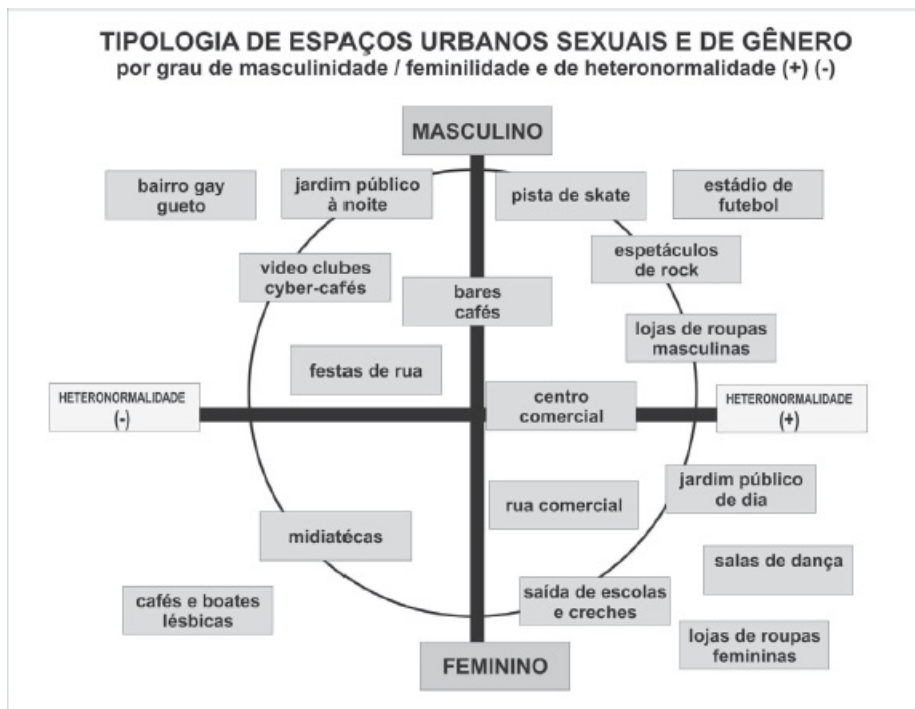 TIPOLOGIA DE ESPAÇOS URBANOS SEXUAIS E DE GÊNERO
por grau de masculinidade / feminilidade e de heteronormalidade (+) (-)
MASCULINO
bairro gay
gueto
jardim público
à noite
pista de skate
estádio de
futebol
video clubes
cyber-cafés
bares
cafés
espetáculos
de rock
lojas de roupas
masculinas
festas de rua
HETERONORMALIDADE
(-)
centro
comercial
HETERONORMALIDADE
(+)
rua comercial
jardim público
de dia
midiatécas
salas de dança
cafés e boates
lésbicas
saída de escolas
e creches
lojas de roupas
femininas
FEMININO